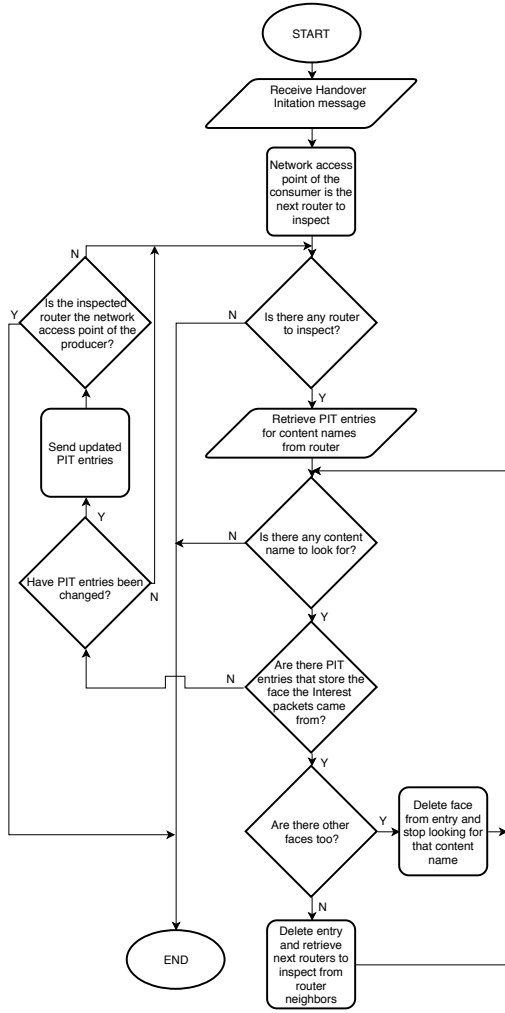 START
Receive Handover
Initation message
Network access
point of the
consumer is the
next router to
inspect
N
Is the inspected
router the network
access point of the
producer?
Y
Is there any router
to inspect?
N
Y
Retrieve PIT entries
for content names
from router
Send updated
PIT entries
Y
Is there any content
name to look for?
N
Y
Have PIT entries been
changed?
N
Are there PIT
entries that store the
face the Interest
packets came
from?
N
Y
Are there other
faces too?
Y
N
Delete face
from entry and
stop looking for
that content
name
Delete entry
and retrieve
next routers to
inspect from
router
neighbors
END